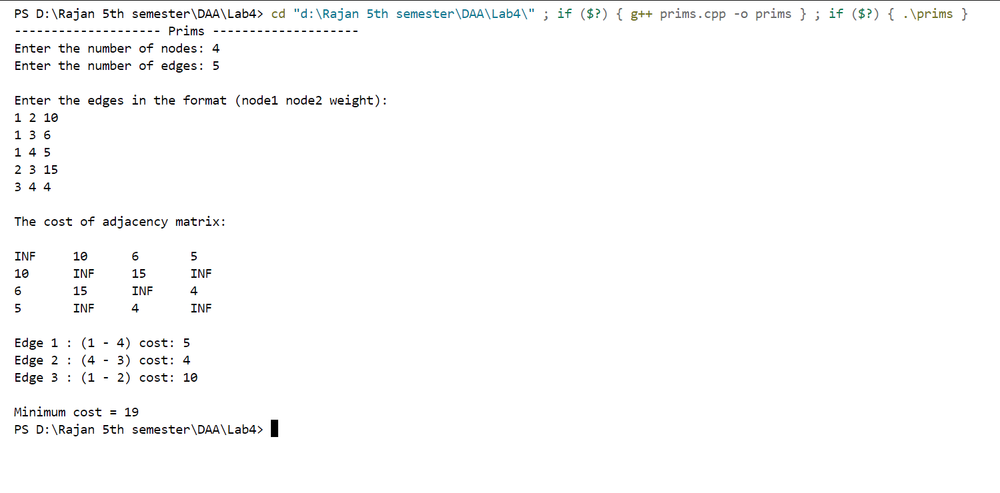 PS D:\Rajan 5th semester\DAA\Lab4> cd "d:\Rajan 5th semester\DAA\Lab4\" ; if ($?) { g++ prims.cpp -o prims } ; if ($?) { .\prims }
-------------------- Prims --------------------
Enter the number of nodes: 4
Enter the number of edges: 5
Enter the edges in the format (node1 node2 weight):
1 2 10
1 3 6
1 4 5
2 3 15
3 4 4
The cost of adjacency matrix:
INF 10 6 5
10 INF 15 INF
6 15 INF 4
5 INF 4 INF
Edge 1 : (1 - 4) cost: 5
Edge 2 : (4 - 3) cost: 4
Edge 3 : (1 - 2) cost: 10
Minimum cost = 19
PS D:\Rajan 5th semester\DAA\Lab4>